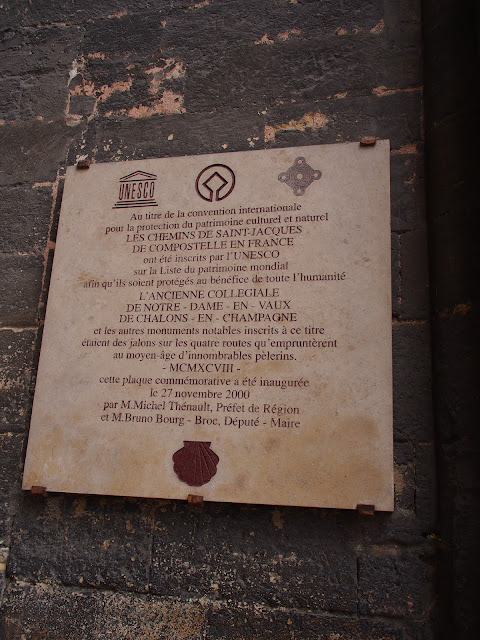 UNESCO
Au titre de la convention internationale
pour la protection du patrimoine culturel et naturel
LES CHEMINS DE SAINT-JACQUES
DE COMPOSTELLE EN FRANCE
ont été inscrits par l'UNESCO
sur la Liste du patrimoine mondial
afin qu'ils soient protégés au bénéfice de toute l'humanité
L'ANCIENNE COLLEGIALE
DE NOTRE - DAME - EN - VAUX
DE CHALONS - EN - CHAMPAGNE
et les autres monuments notables inscrits à ce titre
étaient des jalons sur les quatre routes qu'empruntèrent
au moyen-âge d'innombrables pèlerins.
- MCMXCVIII -
cette plaque commémorative a été inaugurée
le 27 novembre 2000
par M.Michel Thénault, Préfet de Région
et M.Bruno Bourg - Broc, Député - Maire